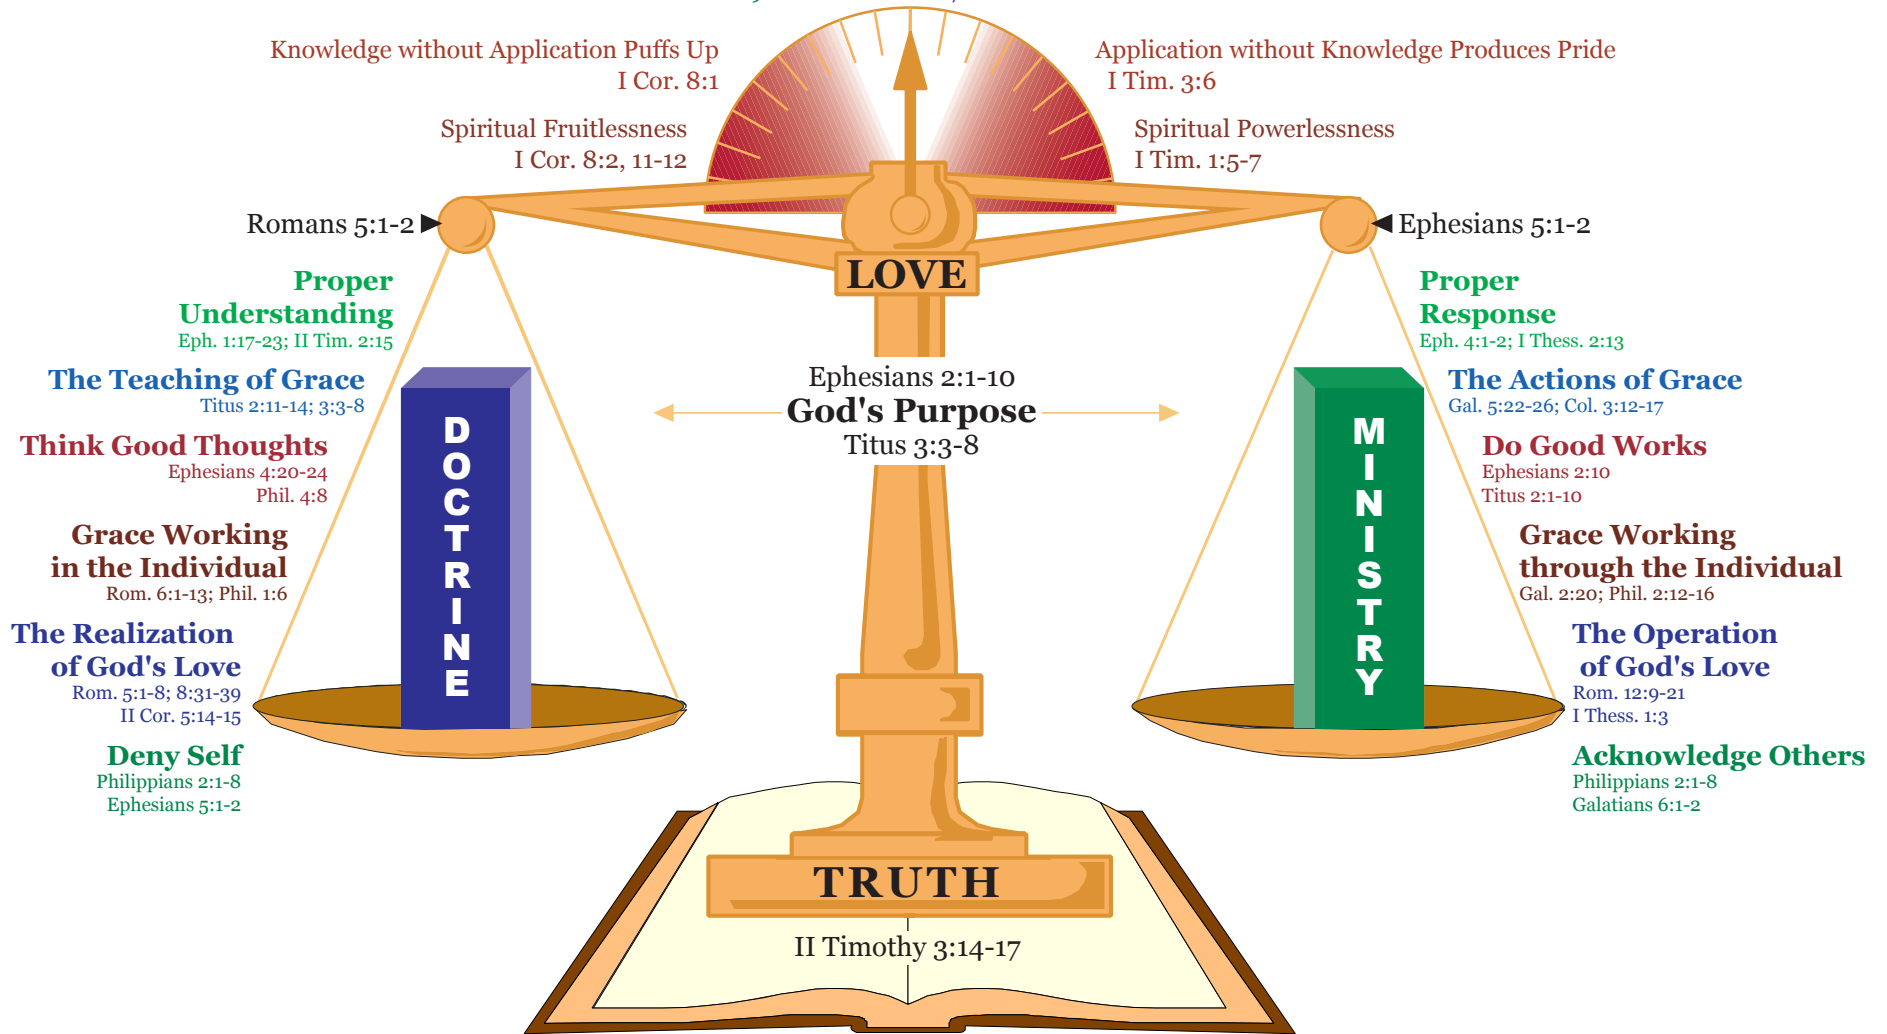 Knowledge without Application Puffs Up
I Cor. 8:1
Spiritual Fruitlessness
I Cor. 8:2, 11-12
Application without Knowledge Produces Pride
I Tim. 3:6
Spiritual Powerlessness
I Tim. 1:5-7
Romans 5:1-2
Ephesians 5:1-2
LOVE
Proper
Understanding
Eph. 1:17-23; II Tim. 2:15
The Teaching of Grace
Titus 2:11-14; 3:3-8
Think Good Thoughts
Ephesians 4:20-24
Phil. 4:8
Grace Working
in the Individual
Rom. 6:1-13; Phil. 1:6
The Realization
of God's Love
Rom. 5:1-8; 8:31-39
II Cor. 5:14-15
Deny Self
Philippians 2:1-8
Ephesians 5:1-2
DOCTRINE
Ephesians 2:1-10
God's Purpose
Titus 3:3-8
MINISTRY
Proper
Response
Eph. 4:1-2; I Thess. 2:13
The Actions of Grace
Gal. 5:22-26; Col. 3:12-17
Do Good Works
Ephesians 2:10
Titus 2:1-10
Grace Working
through the Individual
Gal. 2:20; Phil. 2:12-16
The Operation
of God's Love
Rom. 12:9-21
I Thess. 1:3
Acknowledge Others
Philippians 2:1-8
Galatians 6:1-2
TRUTH
II Timothy 3:14-17